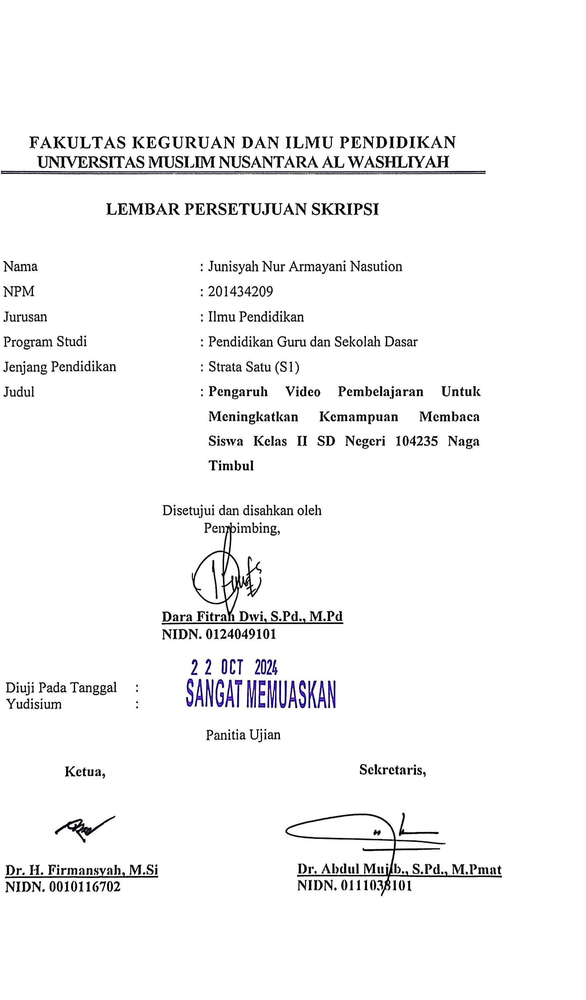 FAKULTAS KEGURUAN DAN ILMU PENDIDIKAN
UNIVERSITAS MUSLIM NUSANTARA AL WASHLIYAH
LEMBAR PERSETUJUAN SKRIPSI
Nama : Junisyah Nur Armayani Nasution
NPM : 201434209
Jurusan : Ilmu Pendidikan
Program Studi : Pendidikan Guru dan Sekolah Dasar
Jenjang Pendidikan : Strata Satu (S1)
Judul : Pengaruh Video Pembelajaran Untuk
Meningkatkan Kemampuan Membaca
Siswa Kelas II SD Negeri 104235 Naga
Timbul
Disetujui dan disahkan oleh
Pembimbing,
Dara Fitrah Dwi, S.Pd., M.Pd
NIDN. 0124049101
22 OCT 2024
Diuji Pada Tanggal :
SANGAT MEMUASKAN
Yudisium :
Panitia Ujian
Ketua, Sekretaris,
Dr. H. Firmansyah, M.Si Dr. Abdul Mujib., S.Pd., M.Pmat
NIDN. 0010116702 NIDN. 0111038101